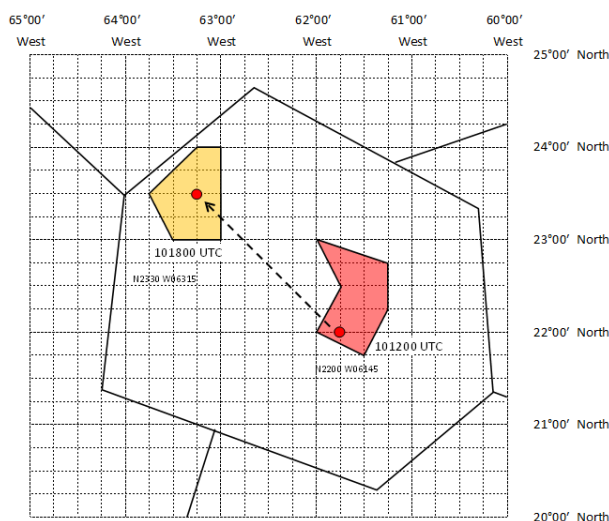 65°00′ 64°00′ 63°00′ 62°00′ 61°00′ 60°00′
West West West West West West
25°00′ North
24°00′ North
23°00′ North
101800 UTC
N2330 W06315
22°00′ North
101200 UTC
N2200 W06145
21°00′ North
20°00′ North